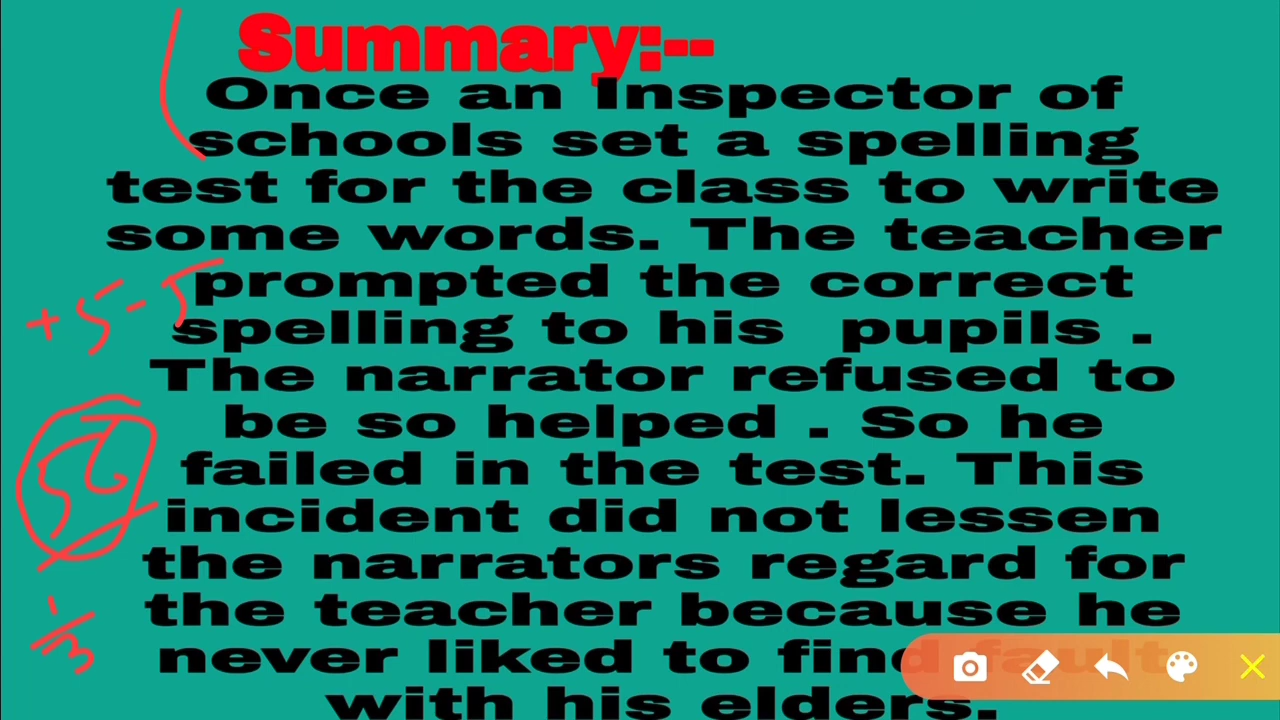 Summary:--
Once an Inspector of
schools set a spelling
test for the class to write
some words. The teacher
prompted the correct
spelling to his pupils .
The narrator refused to
be so helped . So he
failed in the test. This
incident did not lessen
the narrators regard for
the teacher because he
never liked to find fault
with his elders.